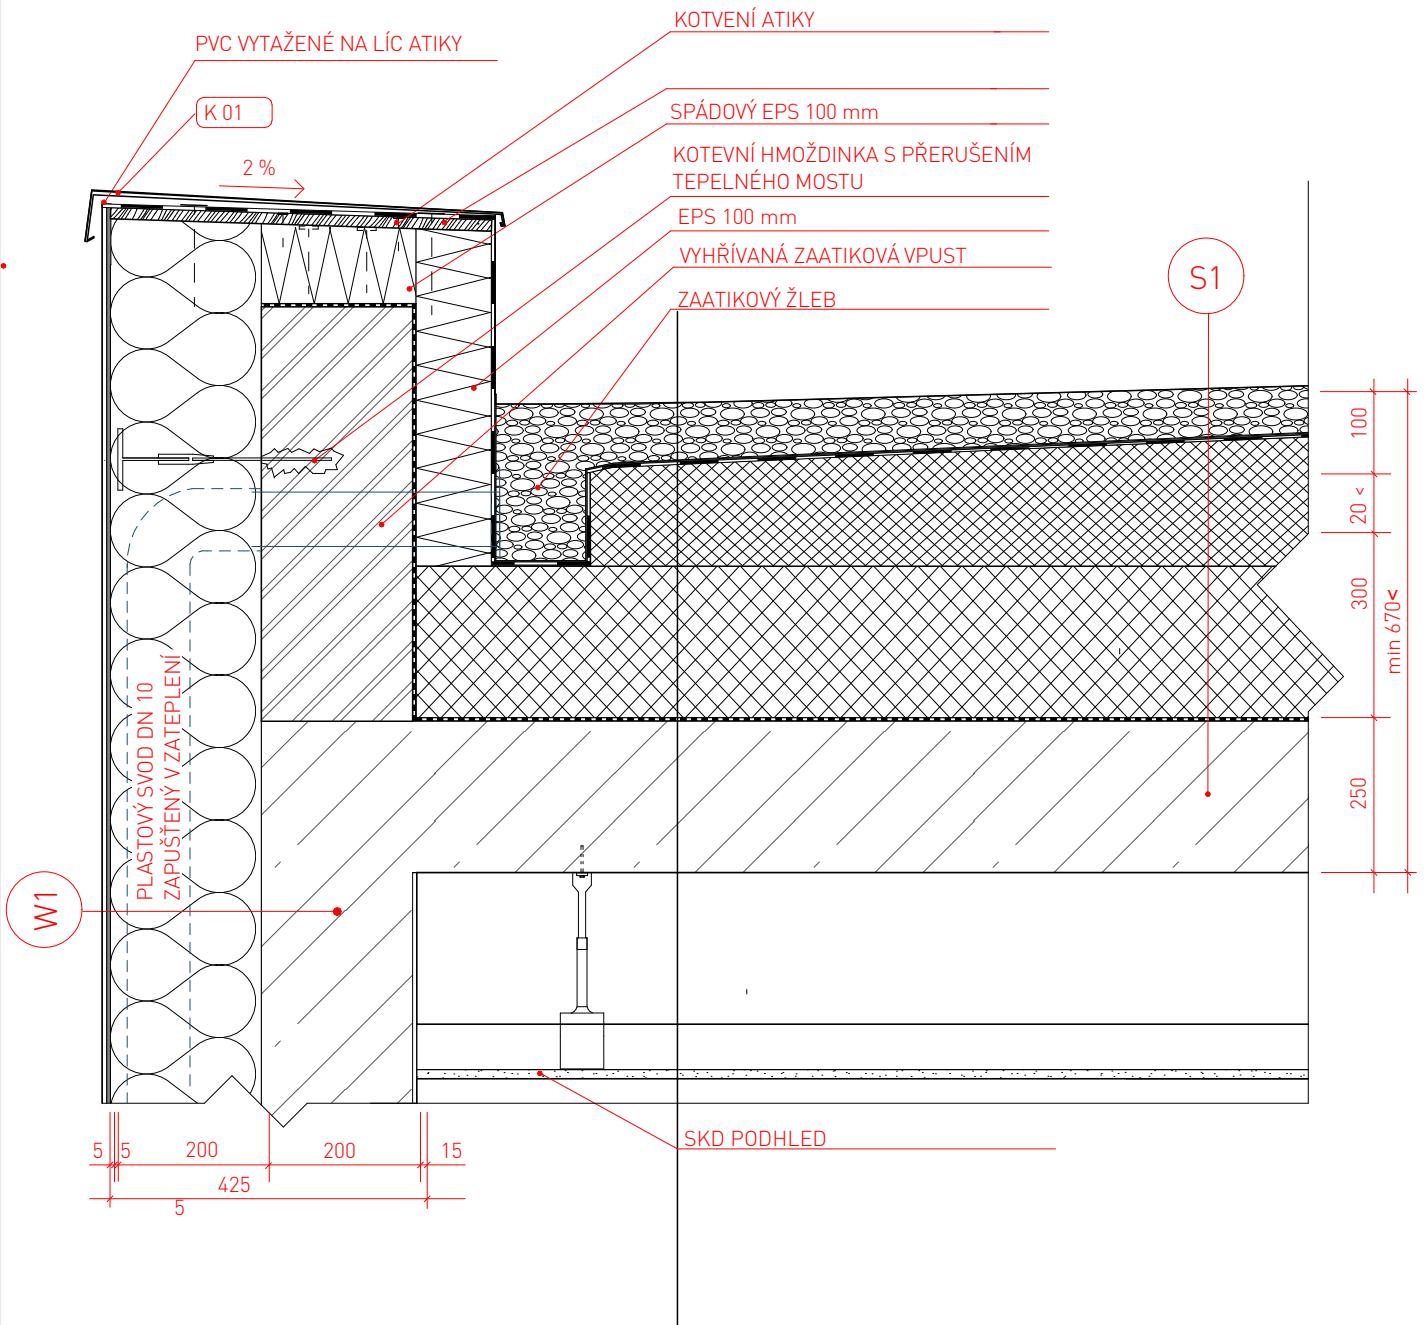 KOTVENÍ ATIKY
PVC VYTAŽENÉ NA LÍC ATIKY
K 01
SPÁDOVÝ EPS 100 mm
2 %
KOTEVNÍ HMOŽDINKA S PŘERUŠENÍM
TEPELNÉHO MOSTU
EPS 100 mm
VYHŘÍVANÁ ZAATIKOVÁ VPUST
ZAATIKOVÝ ŽLEB
S1
100
20 <
300
min 670<
250
PLASTOVÝ SVOD DN 10
ZAPUŠTĚNÝ V ZATEPLENÍ
W1
SKD PODHLED
5 5 200 200 15
425
5